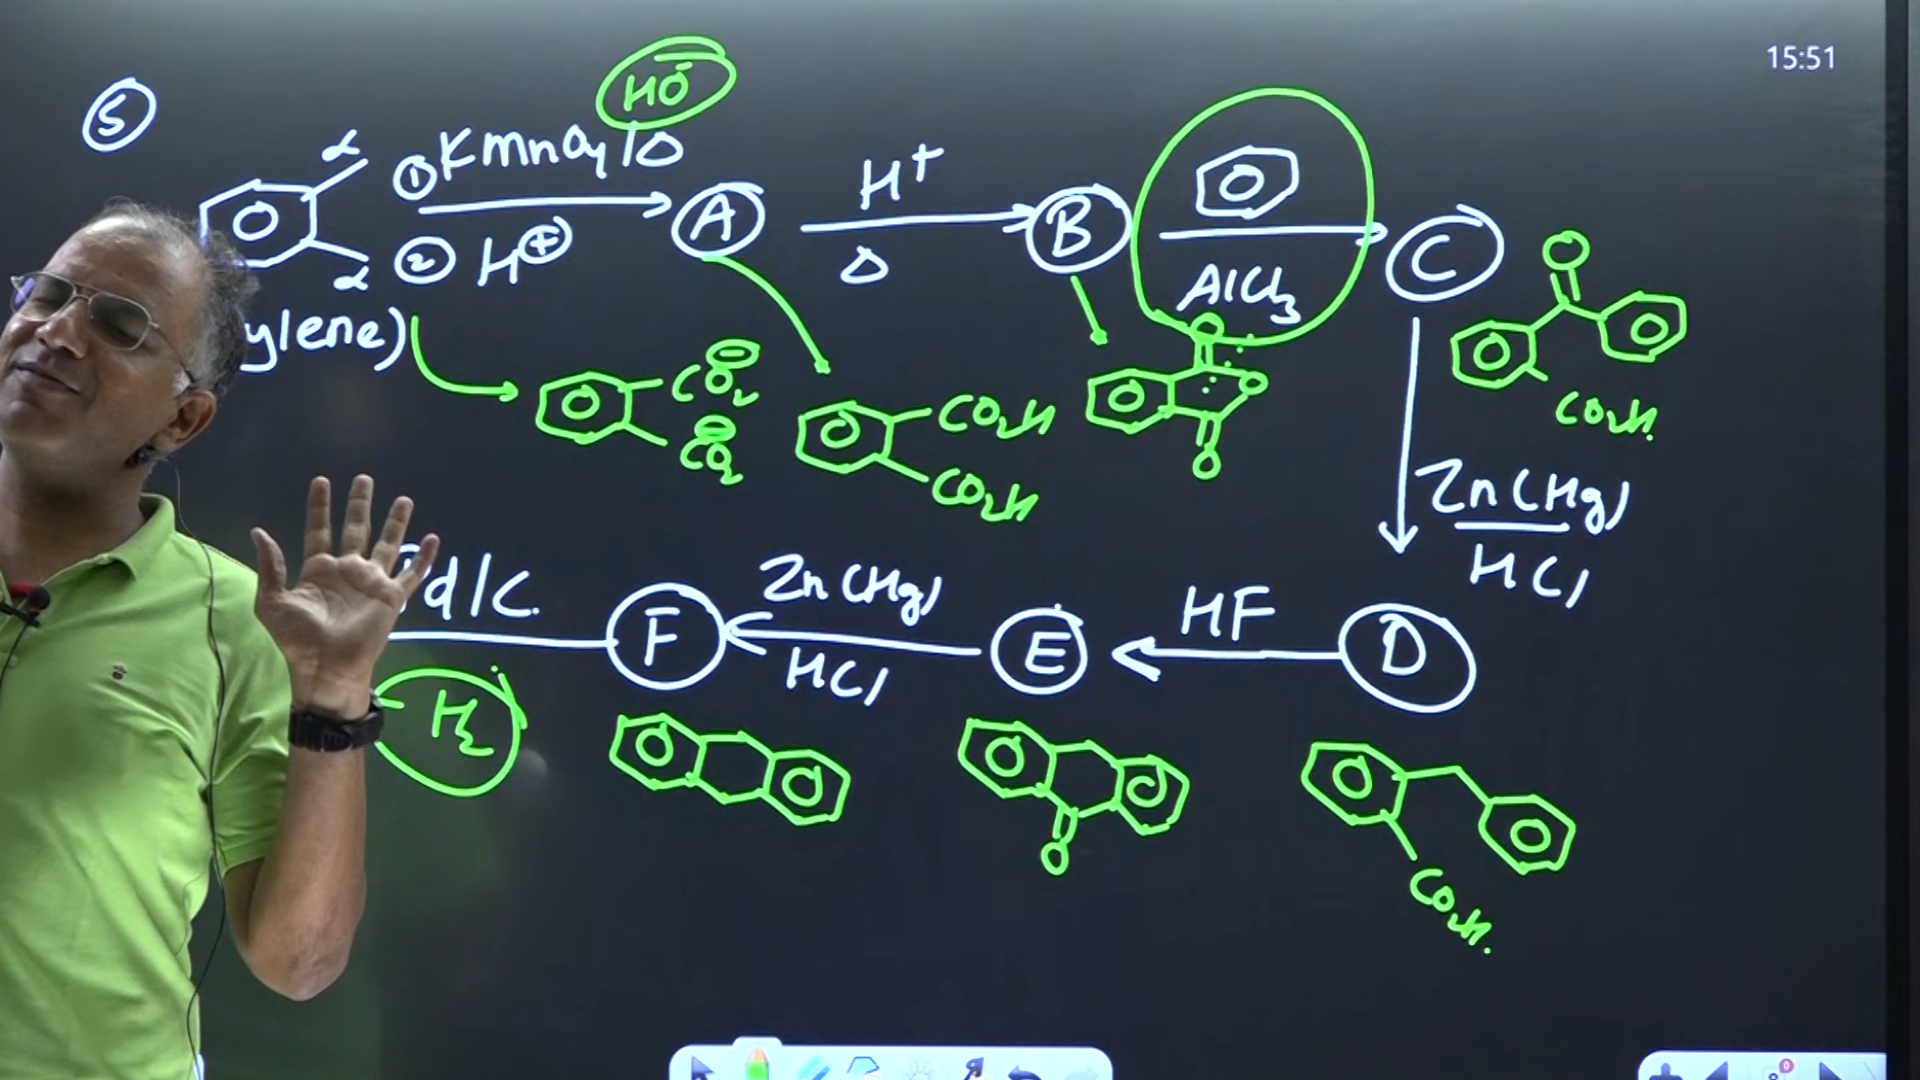 15:51
5
HO⁻
α
① KMnO4/Δ
② H⊕
α
ylene)
A
H+
Δ
B
AlCl3
C
O
CO2H.
CO2⊖
CO2⊖
CO2H
CO2H
O
O
O
Zn(Hg)
HCl
D
HF
E
Zn(Hg)
HCl
F
Pd/C.
H2
O
CO2H.